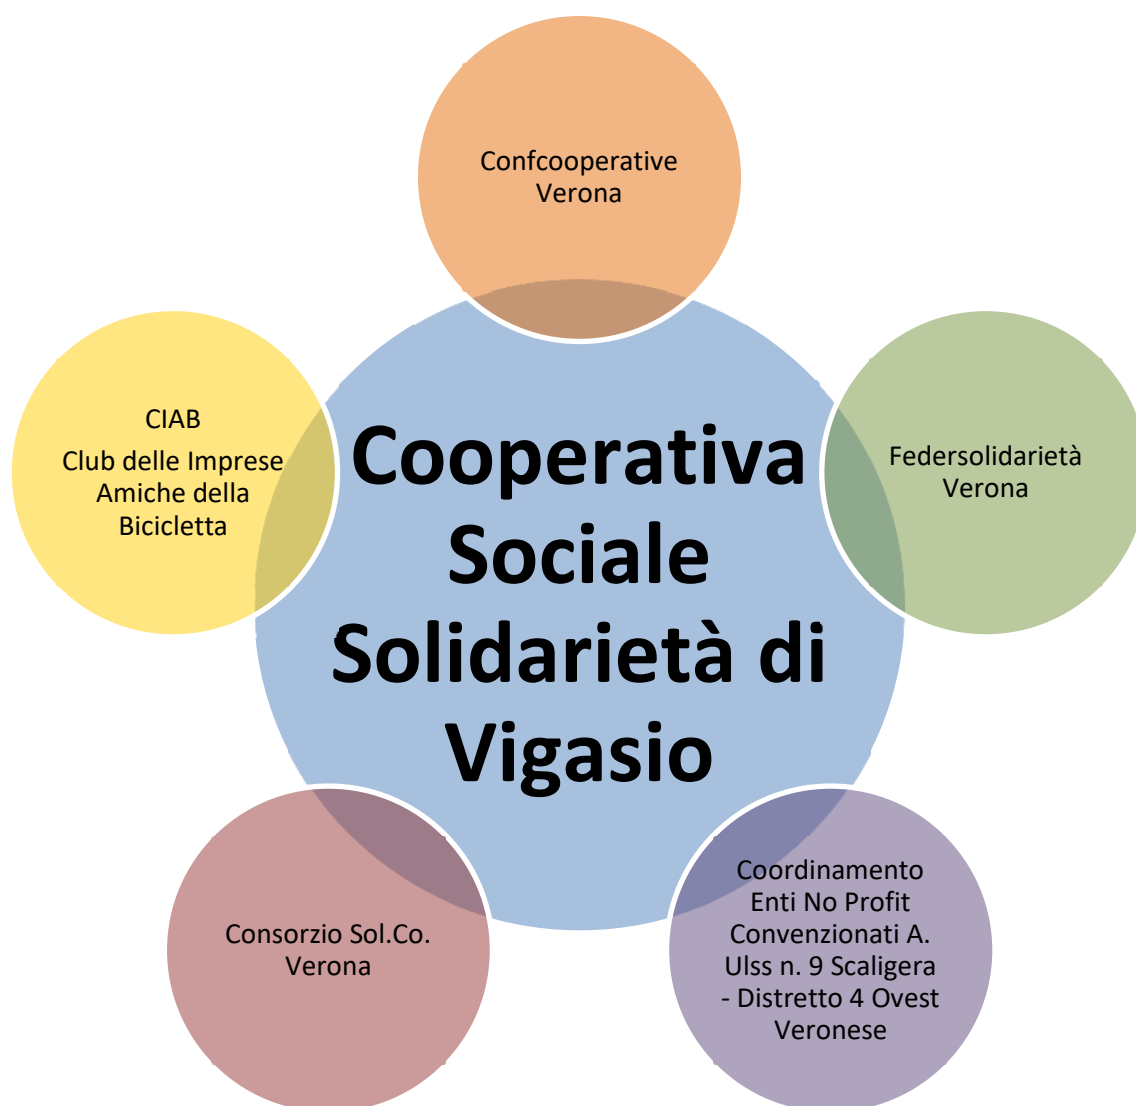 Confcooperative
Verona
CIAB
Club delle Imprese
Amiche della
Bicicletta
Cooperativa
Sociale
Solidarietà di
Vigasio
Federsolidarietà
Verona
Consorzio Sol.Co.
Verona
Coordinamento
Enti No Profit
Convenzionati A.
Ulss n. 9 Scaligera
- Distretto 4 Ovest
Veronese